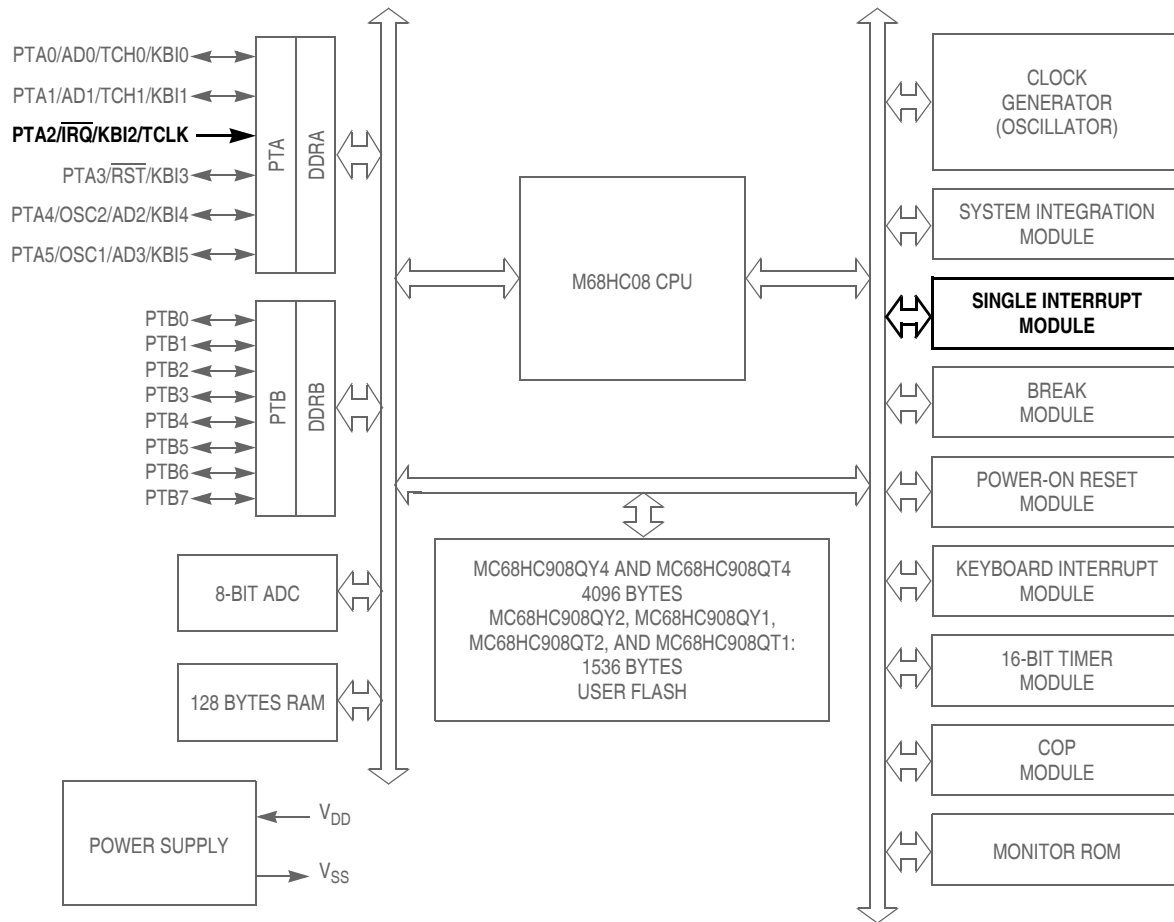 PTA0/AD0/TCH0/KBI0
PTA1/AD1/TCH1/KBI1
PTA2/IRQ/KBI2/TCLK
PTA3/RST/KBI3
PTA4/OSC2/AD2/KBI4
PTA5/OSC1/AD3/KBI5
PTA
DDRA
PTB0
PTB1
PTB2
PTB3
PTB4
PTB5
PTB6
PTB7
PTB
DDRB
8-BIT ADC
128 BYTES RAM
POWER SUPPLY
VDD
VSS
M68HC08 CPU
MC68HC908QY4 AND MC68HC908QT4
4096 BYTES
MC68HC908QY2, MC68HC908QY1,
MC68HC908QT2, AND MC68HC908QT1:
1536 BYTES
USER FLASH
CLOCK
GENERATOR
(OSCILLATOR)
SYSTEM INTEGRATION
MODULE
SINGLE INTERRUPT
MODULE
BREAK
MODULE
POWER-ON RESET
MODULE
KEYBOARD INTERRUPT
MODULE
16-BIT TIMER
MODULE
COP
MODULE
MONITOR ROM